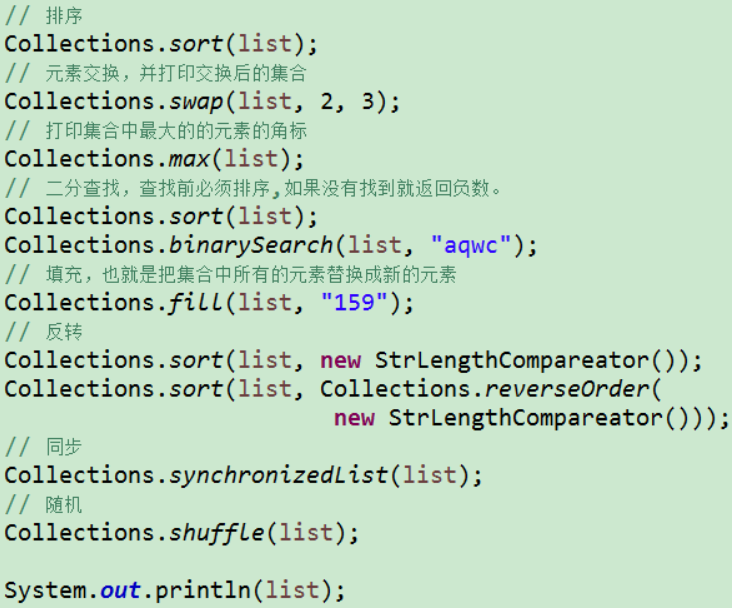 // 排序
Collections.sort(list);
// 元素交换，并打印交换后的集合
Collections.swap(list, 2, 3);
// 打印集合中最大的的元素的角标
Collections.max(list);
// 二分查找，查找前必须排序,如果没有找到就返回负数。
Collections.sort(list);
Collections.binarySearch(list, "aqwc");
// 填充，也就是把集合中所有的元素替换成新的元素
Collections.fill(list, "159");
// 反转
Collections.sort(list, new StrLengthCompareator());
Collections.sort(list, Collections.reverseOrder(
new StrLengthCompareator()));
// 同步
Collections.synchronizedList(list);
// 随机
Collections.shuffle(list);
System.out.println(list);